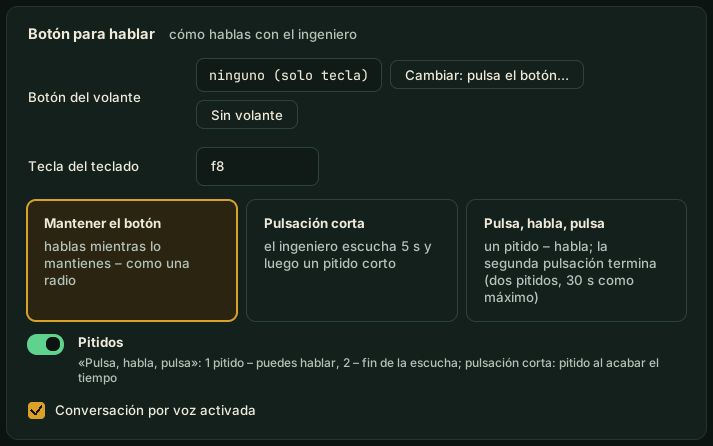 Botón para hablar cómo hablas con el ingeniero
Botón del volante
ninguno (solo tecla)
Cambiar: pulsa el botón...
Sin volante
Tecla del teclado
f8
Mantener el botón
hablas mientras lo
mantienes – como una
radio
Pulsación corta
el ingeniero escucha 5 s y
luego un pitido corto
Pulsa, habla, pulsa
un pitido – habla; la
segunda pulsación termina
(dos pitidos, 30 s como
máximo)
Pitidos
«Pulsa, habla, pulsa»: 1 pitido – puedes hablar, 2 – fin de la escucha; pulsación corta: pitido al acabar el
tiempo
Conversación por voz activada